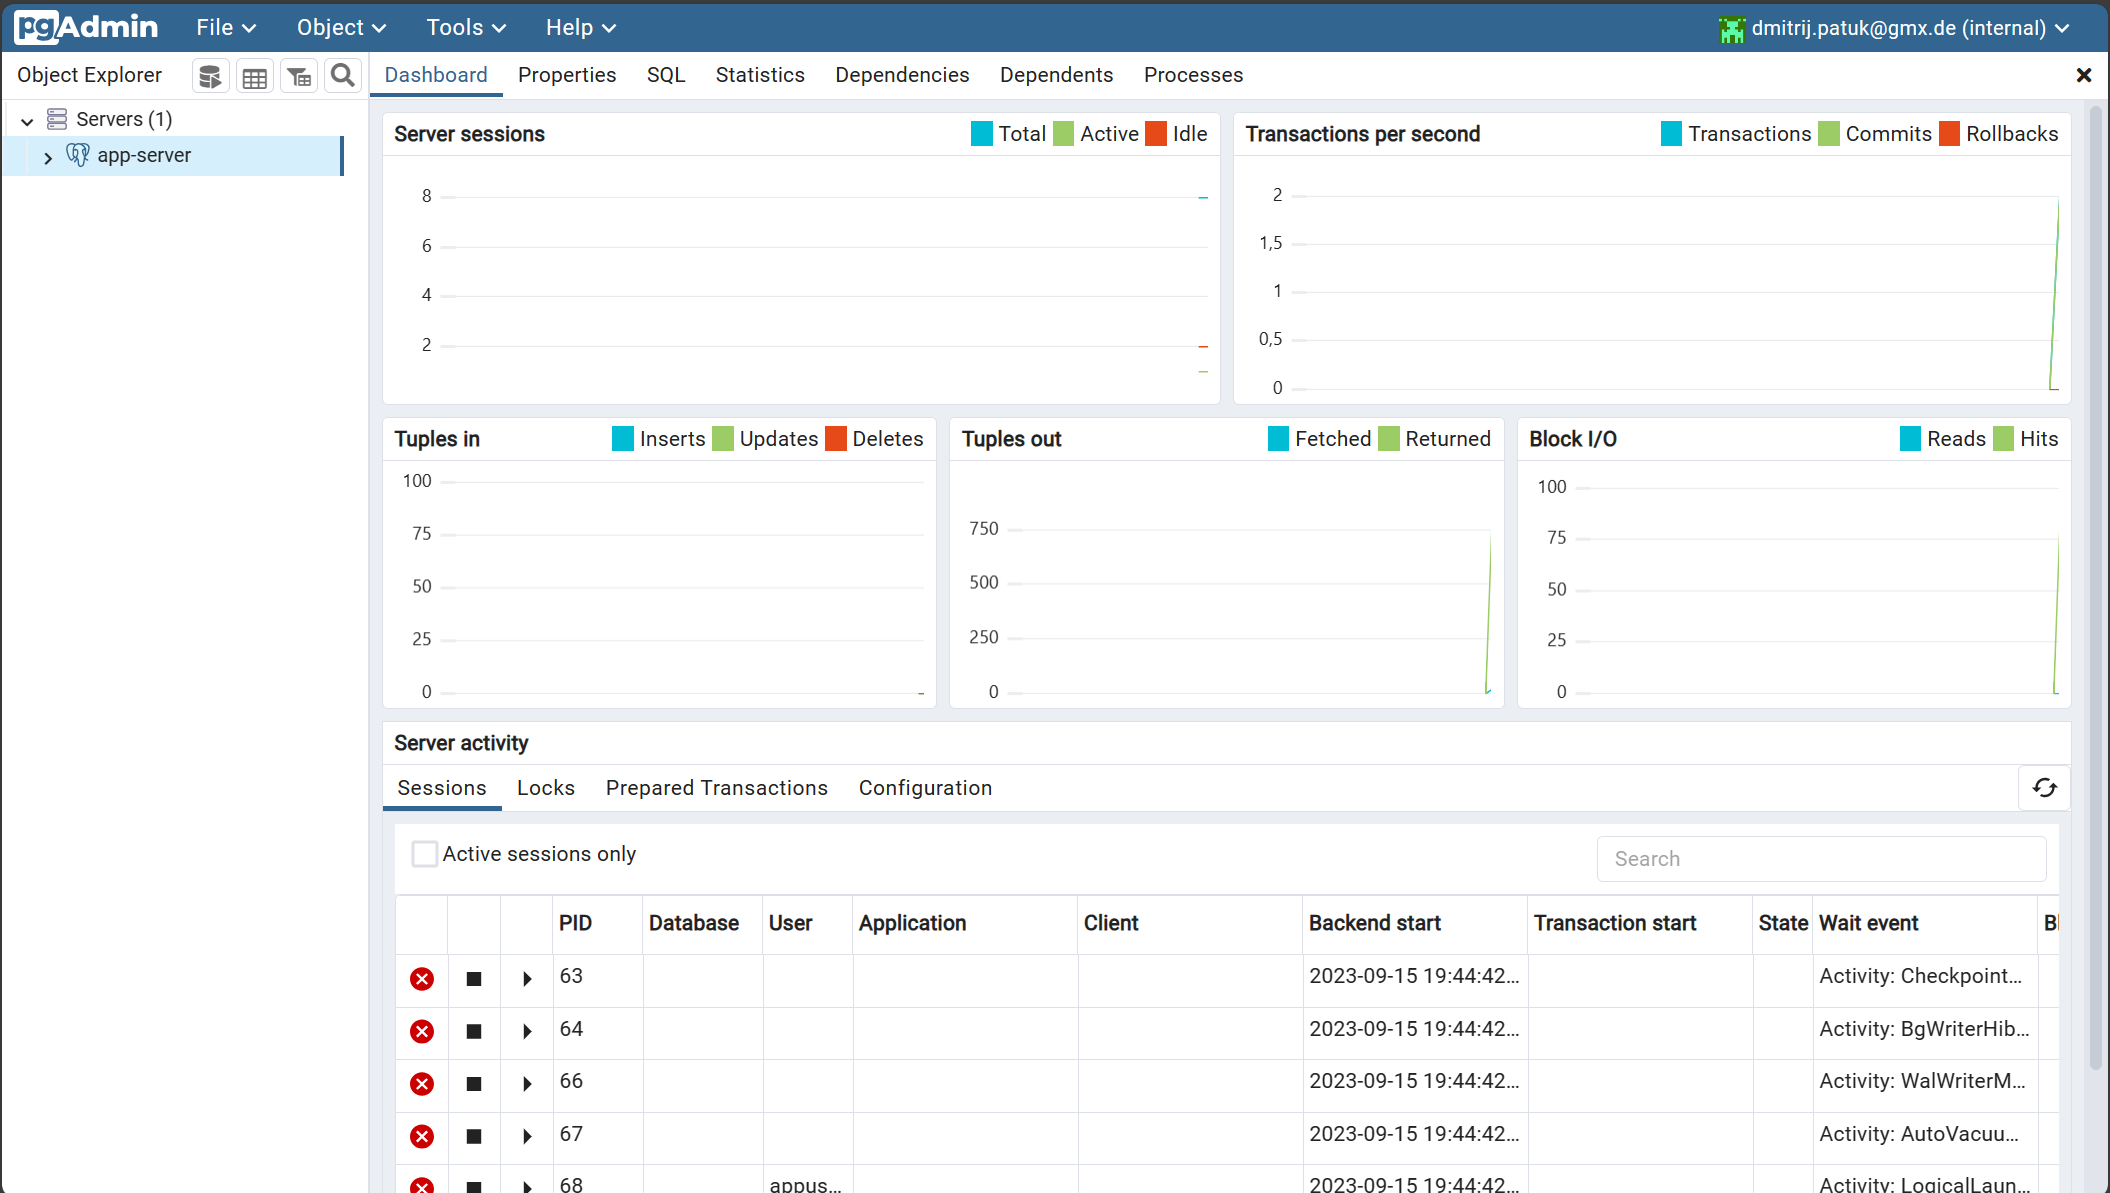 pgAdmin File Object Tools Help dmitrij.patuk@gmx.de (internal)
Object Explorer
Dashboard Properties SQL Statistics Dependencies Dependents Processes
Servers (1)
app-server
Server sessions Total Active Idle
8
6
4
2
Transactions per second Transactions Commits Rollbacks
2
1,5
1
0,5
0
Tuples in Inserts Updates Deletes
100
75
50
25
0
Tuples out Fetched Returned
750
500
250
0
Block I/O Reads Hits
100
75
50
25
0
Server activity
Sessions Locks Prepared Transactions Configuration
Active sessions only Search
PID Database User Application Client Backend start Transaction start State Wait event Bl
63 2023-09-15 19:44:42... Activity: Checkpoint...
64 2023-09-15 19:44:42... Activity: BgWriterHib...
66 2023-09-15 19:44:42... Activity: WalWriterM...
67 2023-09-15 19:44:42... Activity: AutoVacuu...
68 appus... 2023-09-15 19:44:42... Activity: LogicalLaun...